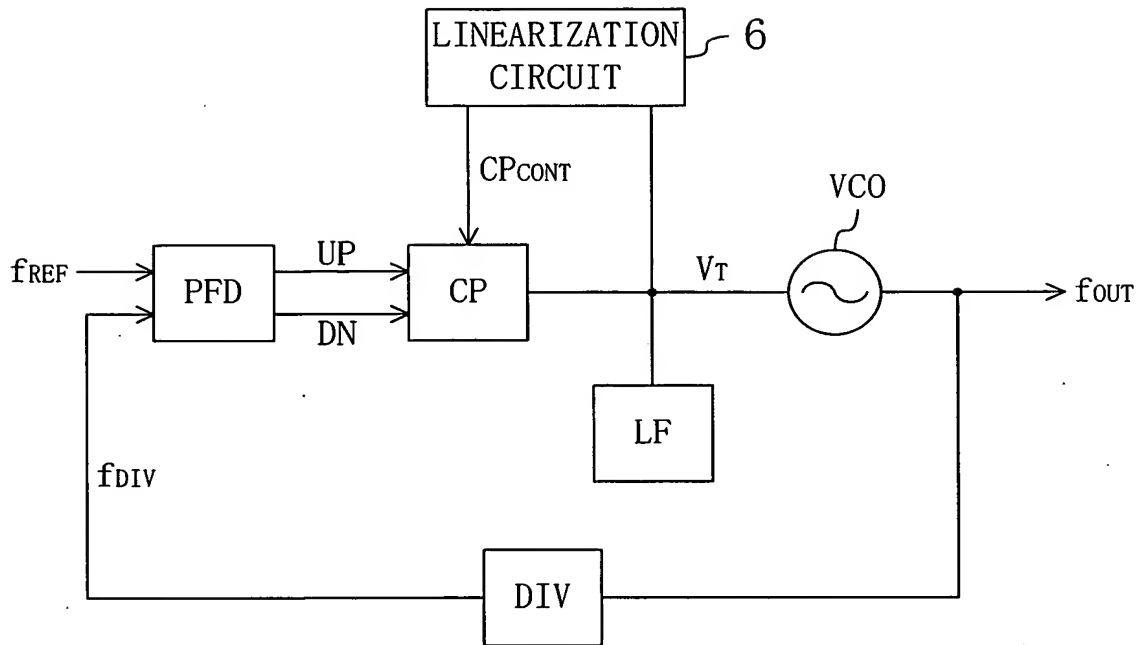 LINEARIZATION
CIRCUIT
6
CPCONT
VCO
fREF
PFD
UP
DN
CP
VT
fOUT
LF
fDIV
DIV